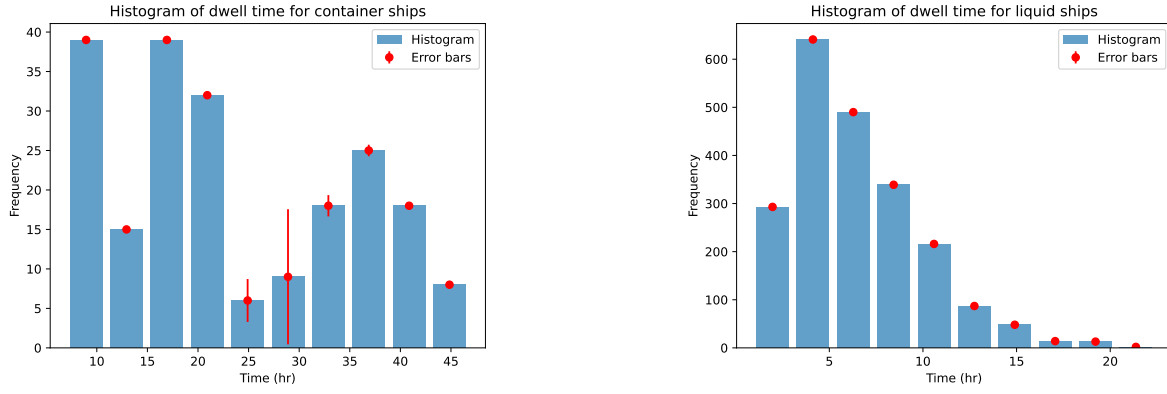 Histogram of dwell time for container ships
Histogram
Error bars
40
35
30
25
20
15
10
5
0
Frequency
10 15 20 25 30 35 40 45
Time (hr)
Histogram of dwell time for liquid ships
Histogram
Error bars
600
500
400
300
200
100
0
Frequency
5 10 15 20
Time (hr)